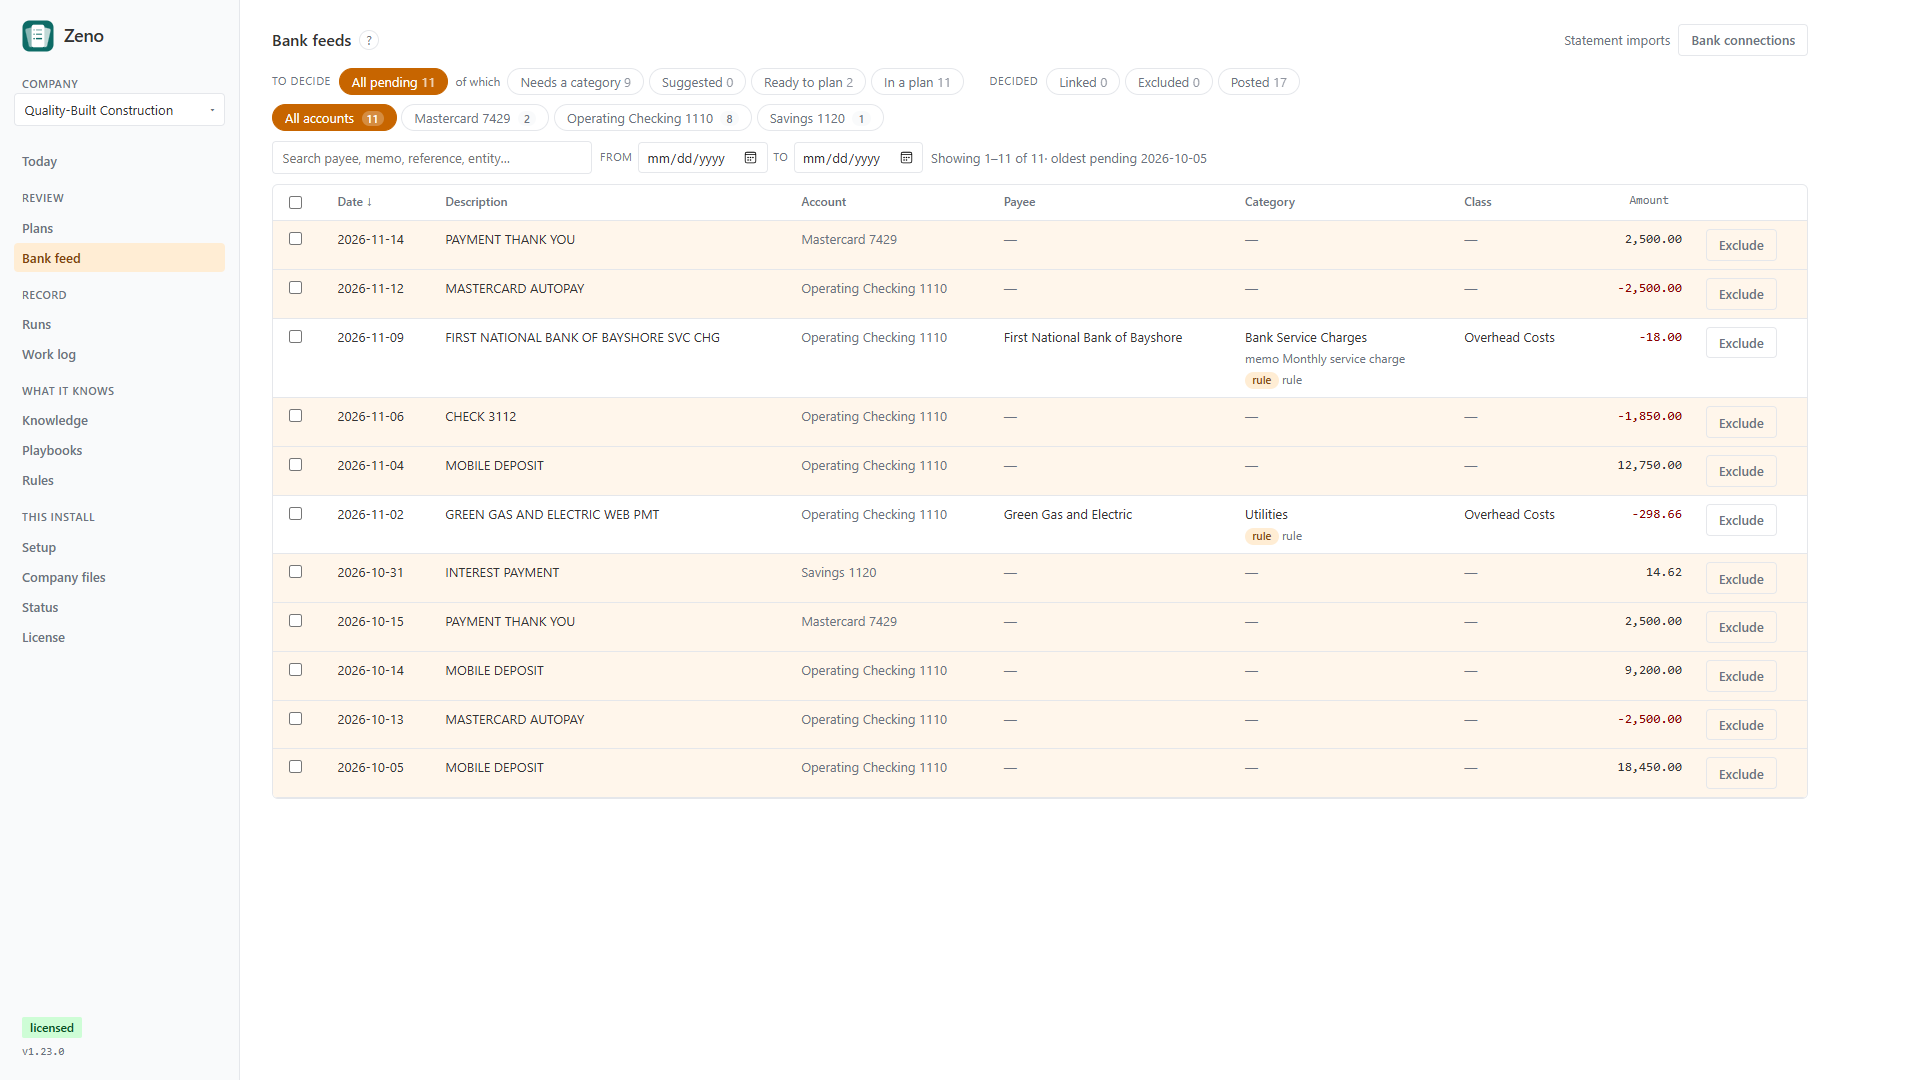 Zeno
COMPANY
Quality-Built Construction
Today
REVIEW
Plans
Bank feed
RECORD
Runs
Work log
WHAT IT KNOWS
Knowledge
Playbooks
Rules
THIS INSTALL
Setup
Company files
Status
License
licensed
v1.23.0
Bank feeds ?
Statement imports Bank connections
TO DECIDE All pending 11 of which Needs a category 9 Suggested 0 Ready to plan 2 In a plan 11 DECIDED Linked 0 Excluded 0 Posted 17
All accounts 11 Mastercard 7429 2 Operating Checking 1110 8 Savings 1120 1
Search payee, memo, reference, entity... FROM mm/dd/yyyy TO mm/dd/yyyy Showing 1–11 of 11· oldest pending 2026-10-05
Date ↓ Description Account Payee Category Class Amount
2026-11-14 PAYMENT THANK YOU Mastercard 7429 — — — 2,500.00 Exclude
2026-11-12 MASTERCARD AUTOPAY Operating Checking 1110 — — — -2,500.00 Exclude
2026-11-09 FIRST NATIONAL BANK OF BAYSHORE SVC CHG Operating Checking 1110 First National Bank of Bayshore Bank Service Charges Overhead Costs -18.00 Exclude
memo Monthly service charge
rule rule
2026-11-06 CHECK 3112 Operating Checking 1110 — — — -1,850.00 Exclude
2026-11-04 MOBILE DEPOSIT Operating Checking 1110 — — — 12,750.00 Exclude
2026-11-02 GREEN GAS AND ELECTRIC WEB PMT Operating Checking 1110 Green Gas and Electric Utilities Overhead Costs -298.66 Exclude
rule rule
2026-10-31 INTEREST PAYMENT Savings 1120 — — — 14.62 Exclude
2026-10-15 PAYMENT THANK YOU Mastercard 7429 — — — 2,500.00 Exclude
2026-10-14 MOBILE DEPOSIT Operating Checking 1110 — — — 9,200.00 Exclude
2026-10-13 MASTERCARD AUTOPAY Operating Checking 1110 — — — -2,500.00 Exclude
2026-10-05 MOBILE DEPOSIT Operating Checking 1110 — — — 18,450.00 Exclude